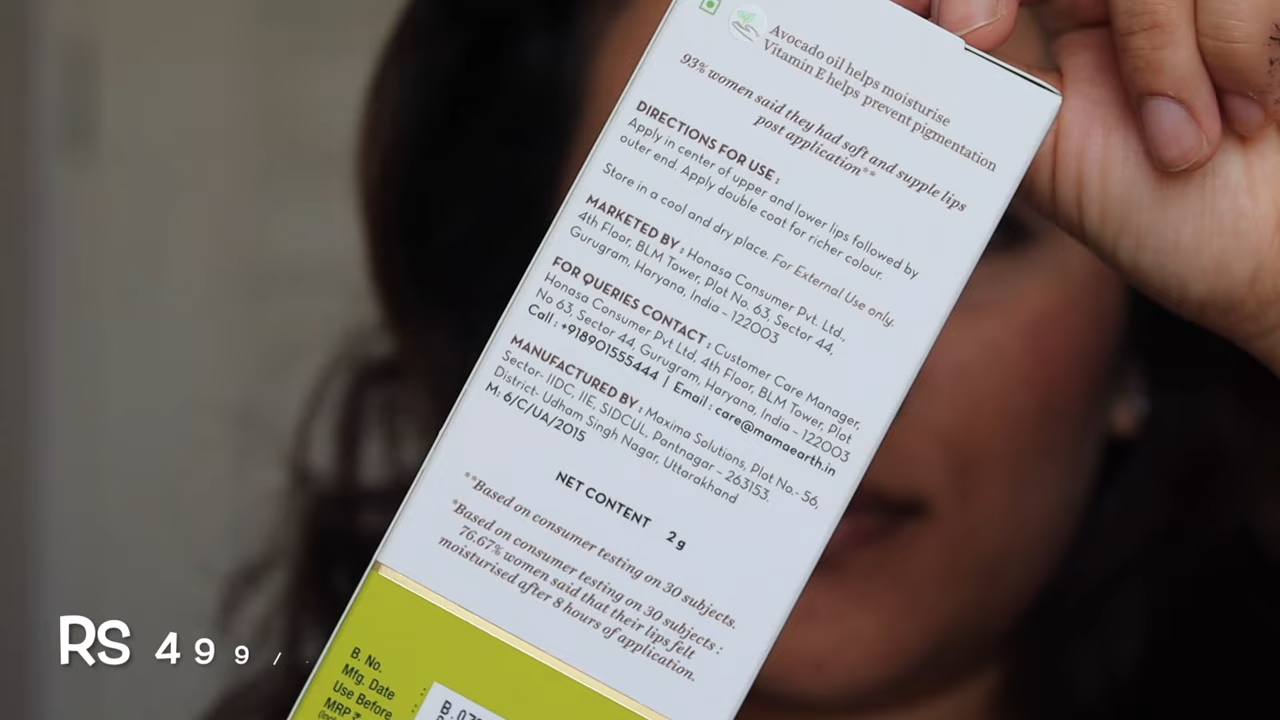 Avocado oil helps moisturise
Vitamin E helps prevent pigmentation
93% women said they had soft and supple lips
post application**
DIRECTIONS FOR USE :
Apply in center of upper and lower lips followed by
outer end. Apply double coat for richer colour.
Store in a cool and dry place. For External Use only.
MARKETED BY : Honasa Consumer Pvt. Ltd.,
4th Floor, BLM Tower, Plot No. 63, Sector 44,
Gurugram, Haryana, India - 122003
FOR QUERIES CONTACT : Customer Care Manager,
Honasa Consumer Pvt Ltd, 4th Floor, BLM Tower, Plot
No 63, Sector 44, Gurugram, Haryana, India - 122003
Call : +918901555444 | Email : care@mamaearth.in
MANUFACTURED BY : Maxima Solutions, Plot No.- 56,
Sector- IIDC, IIE, SIDCUL, Pantnagar - 263153.
District- Udham Singh Nagar, Uttarakhand
M: 6/C/UA/2015
NET CONTENT 2 g
**Based on consumer testing on 30 subjects.
*Based on consumer testing on 30 subjects :
76.67% women said that their lips felt
moisturised after 8 hours of application.
B. No. :
Mfg. Date :
Use Before :
MRP ₹
B.07
RS 499/